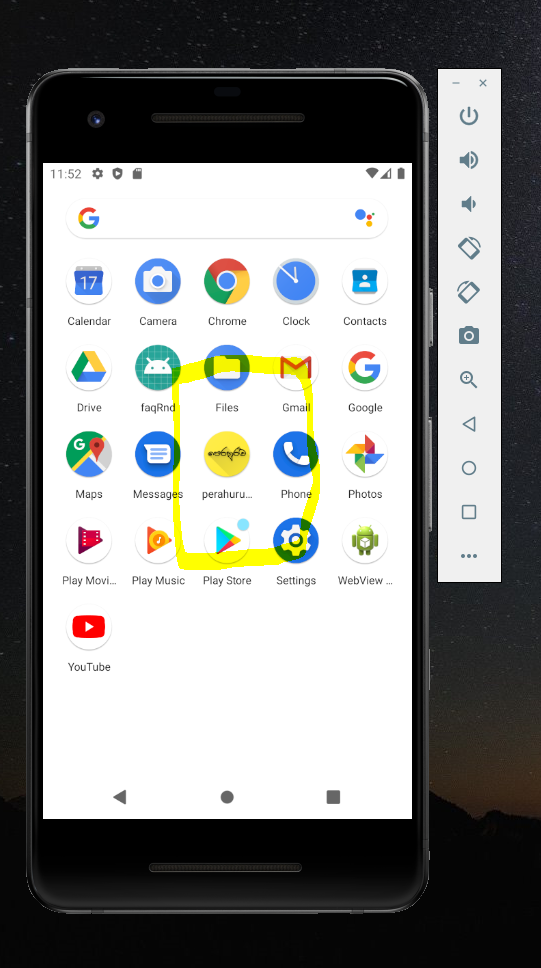 11:52
17
Calendar Camera Chrome Clock Contacts
Drive faqRnd Files Gmail Google
Maps Messages perahuru... Phone Photos
Play Movi... Play Music Play Store Settings WebView ...
YouTube